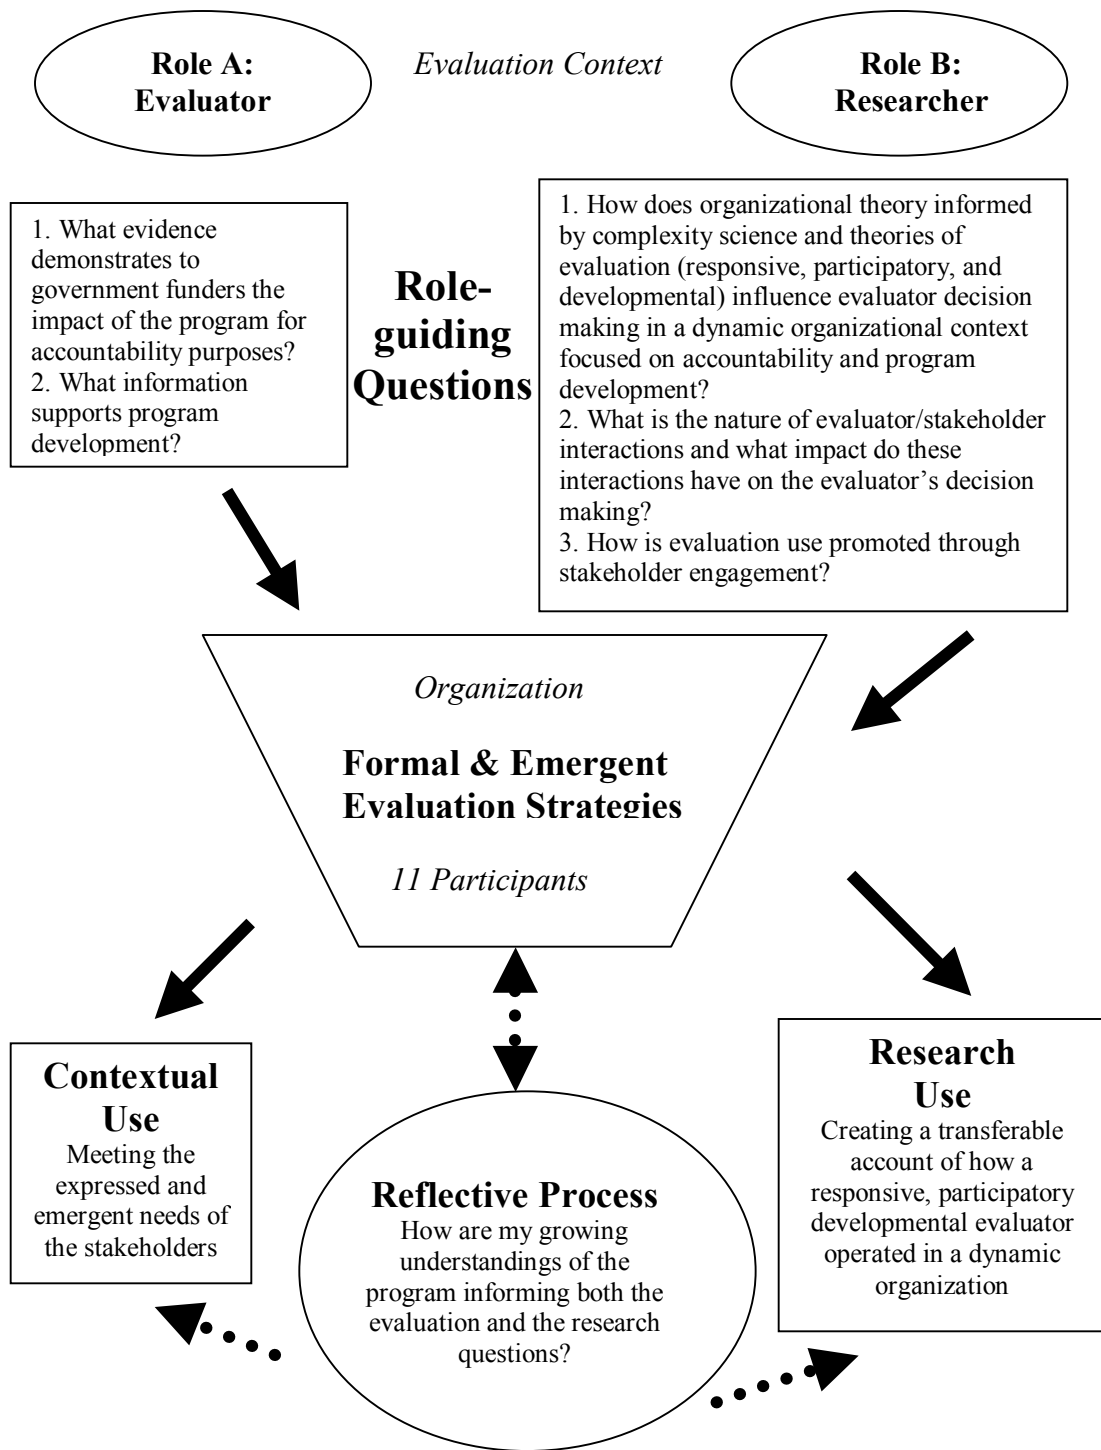 Role A:
Evaluator
Evaluation Context
Role B:
Researcher
1. What evidence
demonstrates to
government funders the
impact of the program for
accountability purposes?
2. What information
supports program
development?
Role-
guiding
Questions
1. How does organizational theory informed
by complexity science and theories of
evaluation (responsive, participatory, and
developmental) influence evaluator decision
making in a dynamic organizational context
focused on accountability and program
development?
2. What is the nature of evaluator/stakeholder
interactions and what impact do these
interactions have on the evaluator’s decision
making?
3. How is evaluation use promoted through
stakeholder engagement?
Organization
Formal & Emergent
Evaluation Strategies
11 Participants
Contextual
Use
Meeting the
expressed and
emergent needs of
the stakeholders
Reflective Process
How are my growing
understandings of the
program informing both the
evaluation and the research
questions?
Research
Use
Creating a transferable
account of how a
responsive, participatory
developmental evaluator
operated in a dynamic
organization